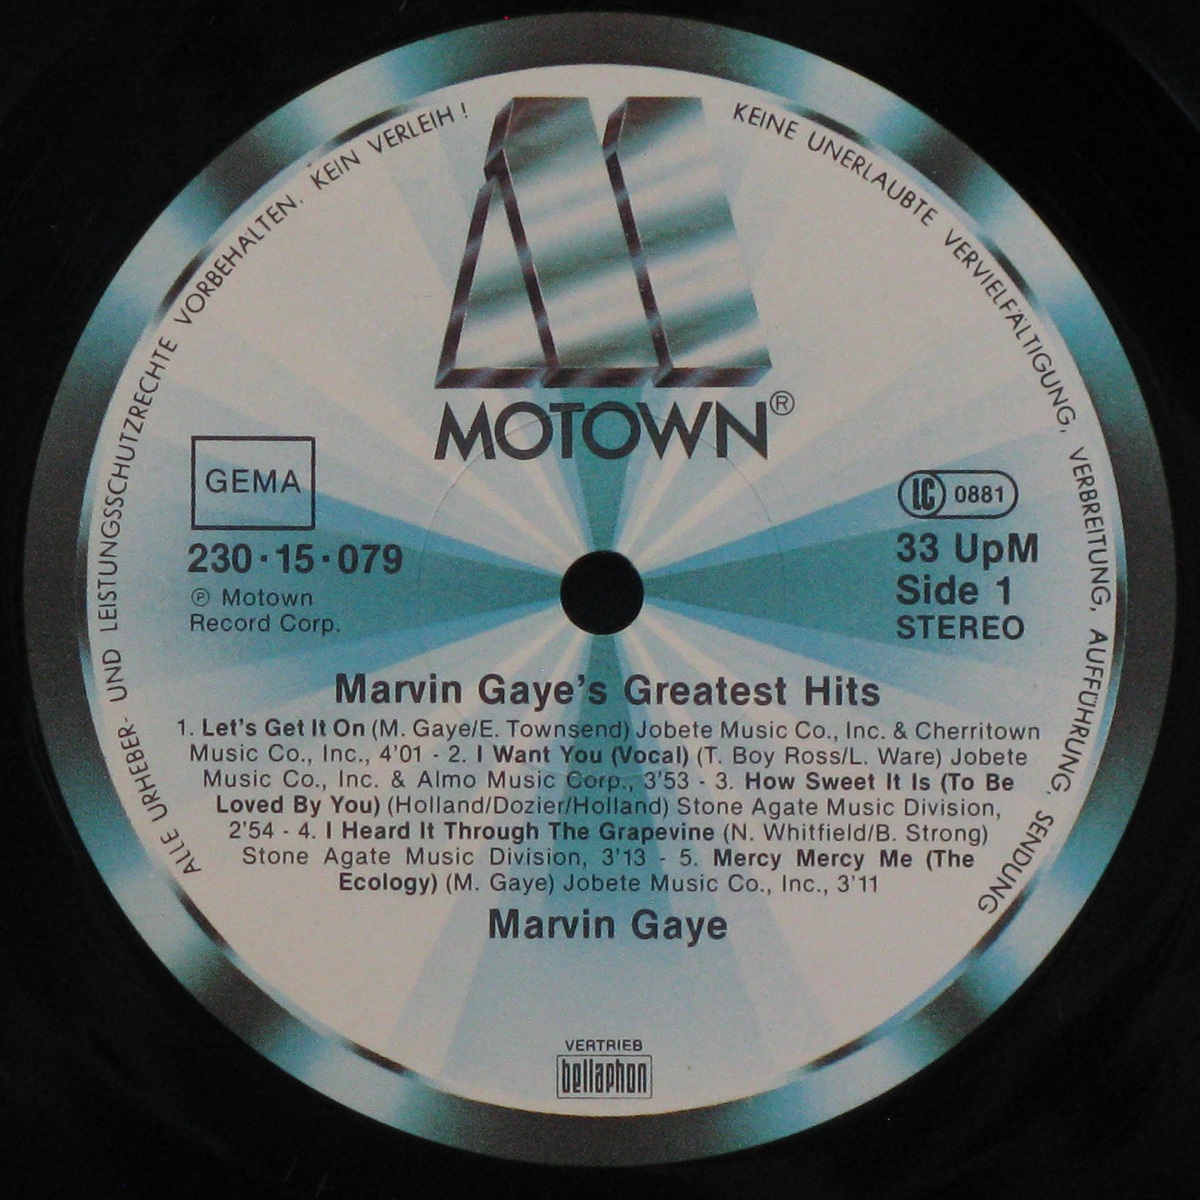 ALLE URHEBER- UND LEISTUNGSSCHUTZRECHTE VORBEHALTEN. KEIN VERLEIH ! KEINE UNERLAUBTE VERVIELFÄLTIGUNG, VERBREITUNG, AUFFÜHRUNG, SENDUNG
MOTOWN®
GEMA
230·15·079
℗ Motown
Record Corp.
LC 0881
33 UpM
Side 1
STEREO
Marvin Gaye's Greatest Hits
1. Let's Get It On (M. Gaye/E. Townsend) Jobete Music Co., Inc. & Cherritown
Music Co., Inc., 4'01 - 2. I Want You (Vocal) (T. Boy Ross/L. Ware) Jobete
Music Co., Inc. & Almo Music Corp., 3'53 - 3. How Sweet It Is (To Be
Loved By You) (Holland/Dozier/Holland) Stone Agate Music Division,
2'54 - 4. I Heard It Through The Grapevine (N. Whitfield/B. Strong)
Stone Agate Music Division, 3'13 - 5. Mercy Mercy Me (The
Ecology) (M. Gaye) Jobete Music Co., Inc., 3'11
Marvin Gaye
VERTRIEB
bellaphon